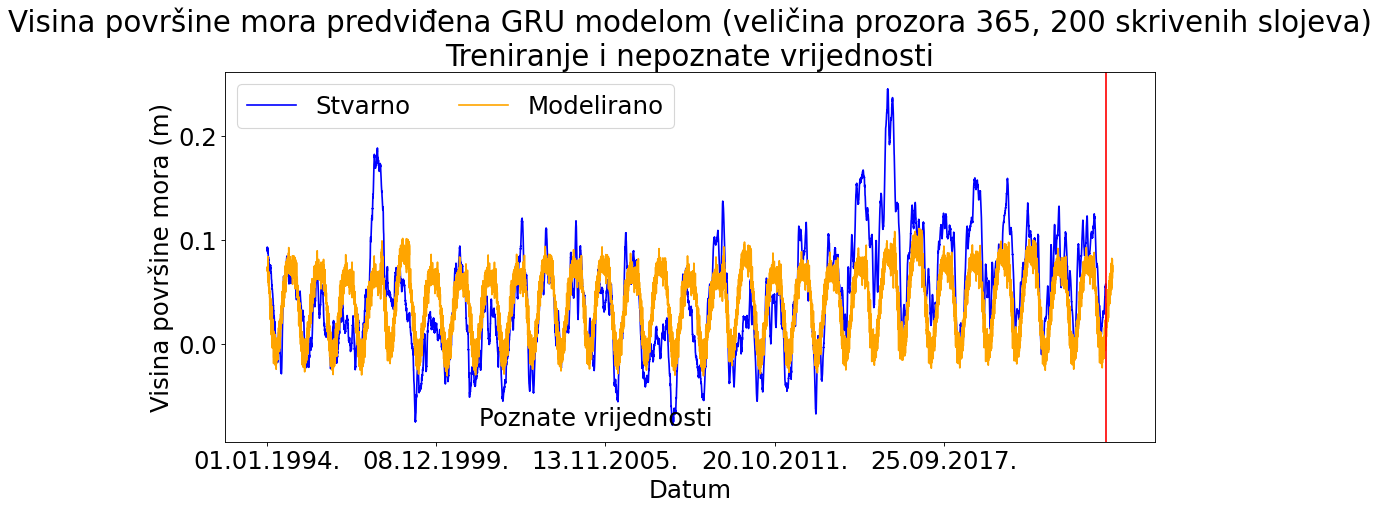 Visina površine mora predviđena GRU modelom (veličina prozora 365, 200 skrivenih slojeva)
Treniranje i nepoznate vrijednosti
Stvarno Modelirano
Visina površine mora (m)
0.2
0.1
0.0
Poznate vrijednosti
01.01.1994. 08.12.1999. 13.11.2005. 20.10.2011. 25.09.2017.
Datum